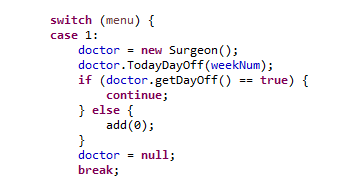 switch (menu) {
case 1:
    doctor = new Surgeon();
    doctor.TodayDayOff(weekNum);
    if (doctor.getDayOff() == true) {
        continue;
    } else {
        add(0);
    }
    doctor = null;
    break;